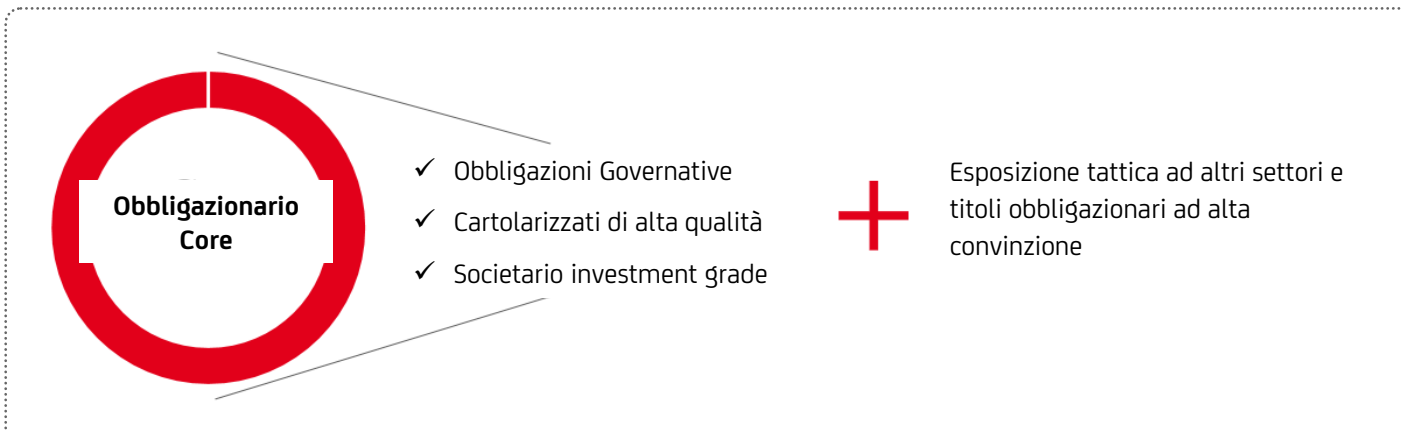 Obbligazionario
Core
✓ Obbligazioni Governative
✓ Cartolarizzati di alta qualità
✓ Societario investment grade
Esposizione tattica ad altri settori e
titoli obbligazionari ad alta
convinzione